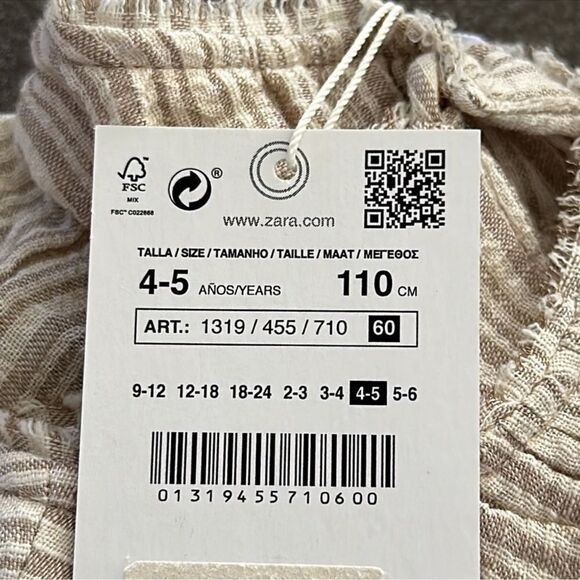 FSC
MIX
FSC™ C022868
®
www.zara.com
TALLA / SIZE / TAMANHO / TAILLE / MAAT / ΜΕΓΕΘΟΣ
4-5 AÑOS/YEARS 110 CM
ART.: 1319 / 455 / 710 60
9-12 12-18 18-24 2-3 3-4 4-5 5-6
01319455710600